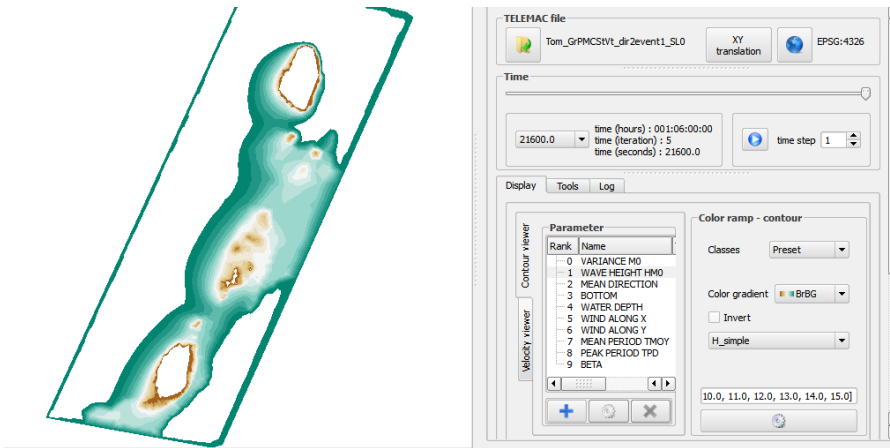 TELEMAC file
Tom_GrPMCStVt_dir2event1_SL0
XY
translation
EPSG:4326
Time
21600.0
time (hours) : 001:06:00:00
time (iteration) : 5
time (seconds) : 21600.0
time step 1
Display Tools Log
Contour viewer
Velocity viewer
Parameter
Rank Name
0 VARIANCE M0
1 WAVE HEIGHT HM0
2 MEAN DIRECTION
3 BOTTOM
4 WATER DEPTH
5 WIND ALONG X
6 WIND ALONG Y
7 MEAN PERIOD TMOY
8 PEAK PERIOD TPD
9 BETA
Color ramp - contour
Classes Preset
Color gradient BrBG
Invert
H_simple
10.0, 11.0, 12.0, 13.0, 14.0, 15.0]